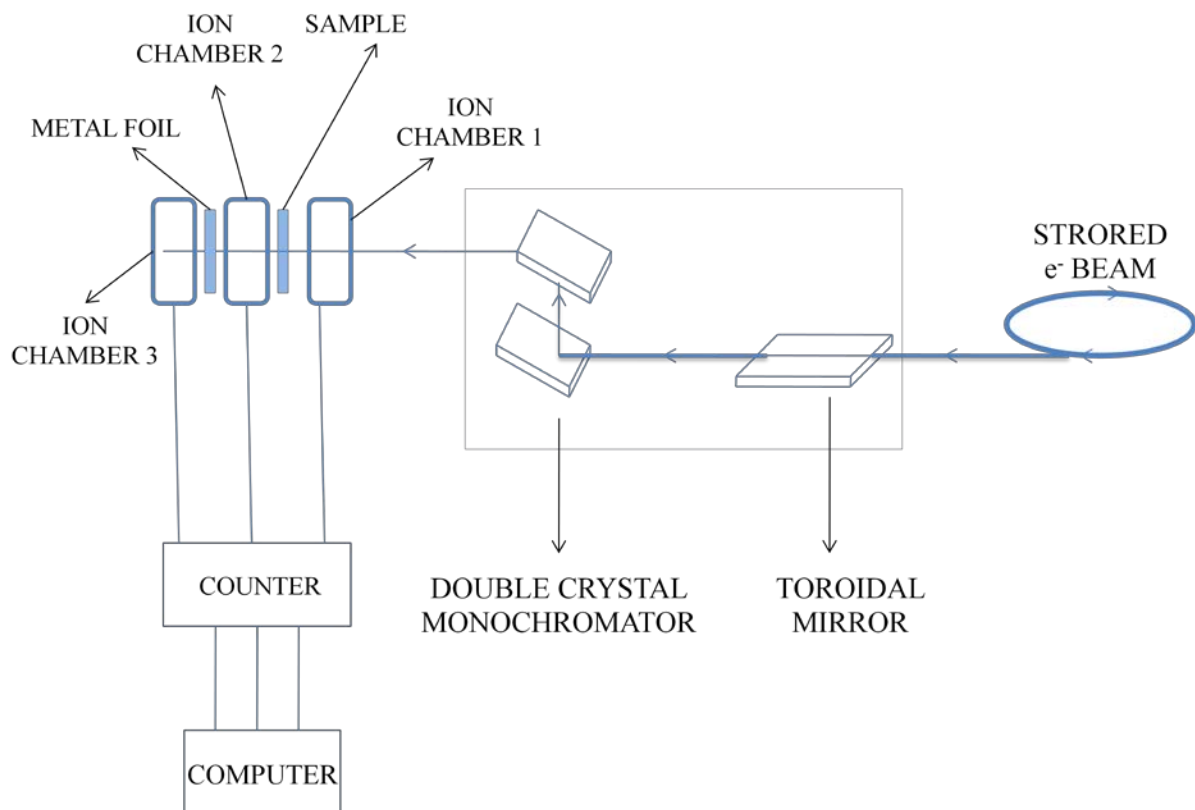 ION
CHAMBER 2
SAMPLE
METAL FOIL
ION
CHAMBER 1
STRORED
e⁻ BEAM
ION
CHAMBER 3
COUNTER
DOUBLE CRYSTAL
MONOCHROMATOR
TOROIDAL
MIRROR
COMPUTER